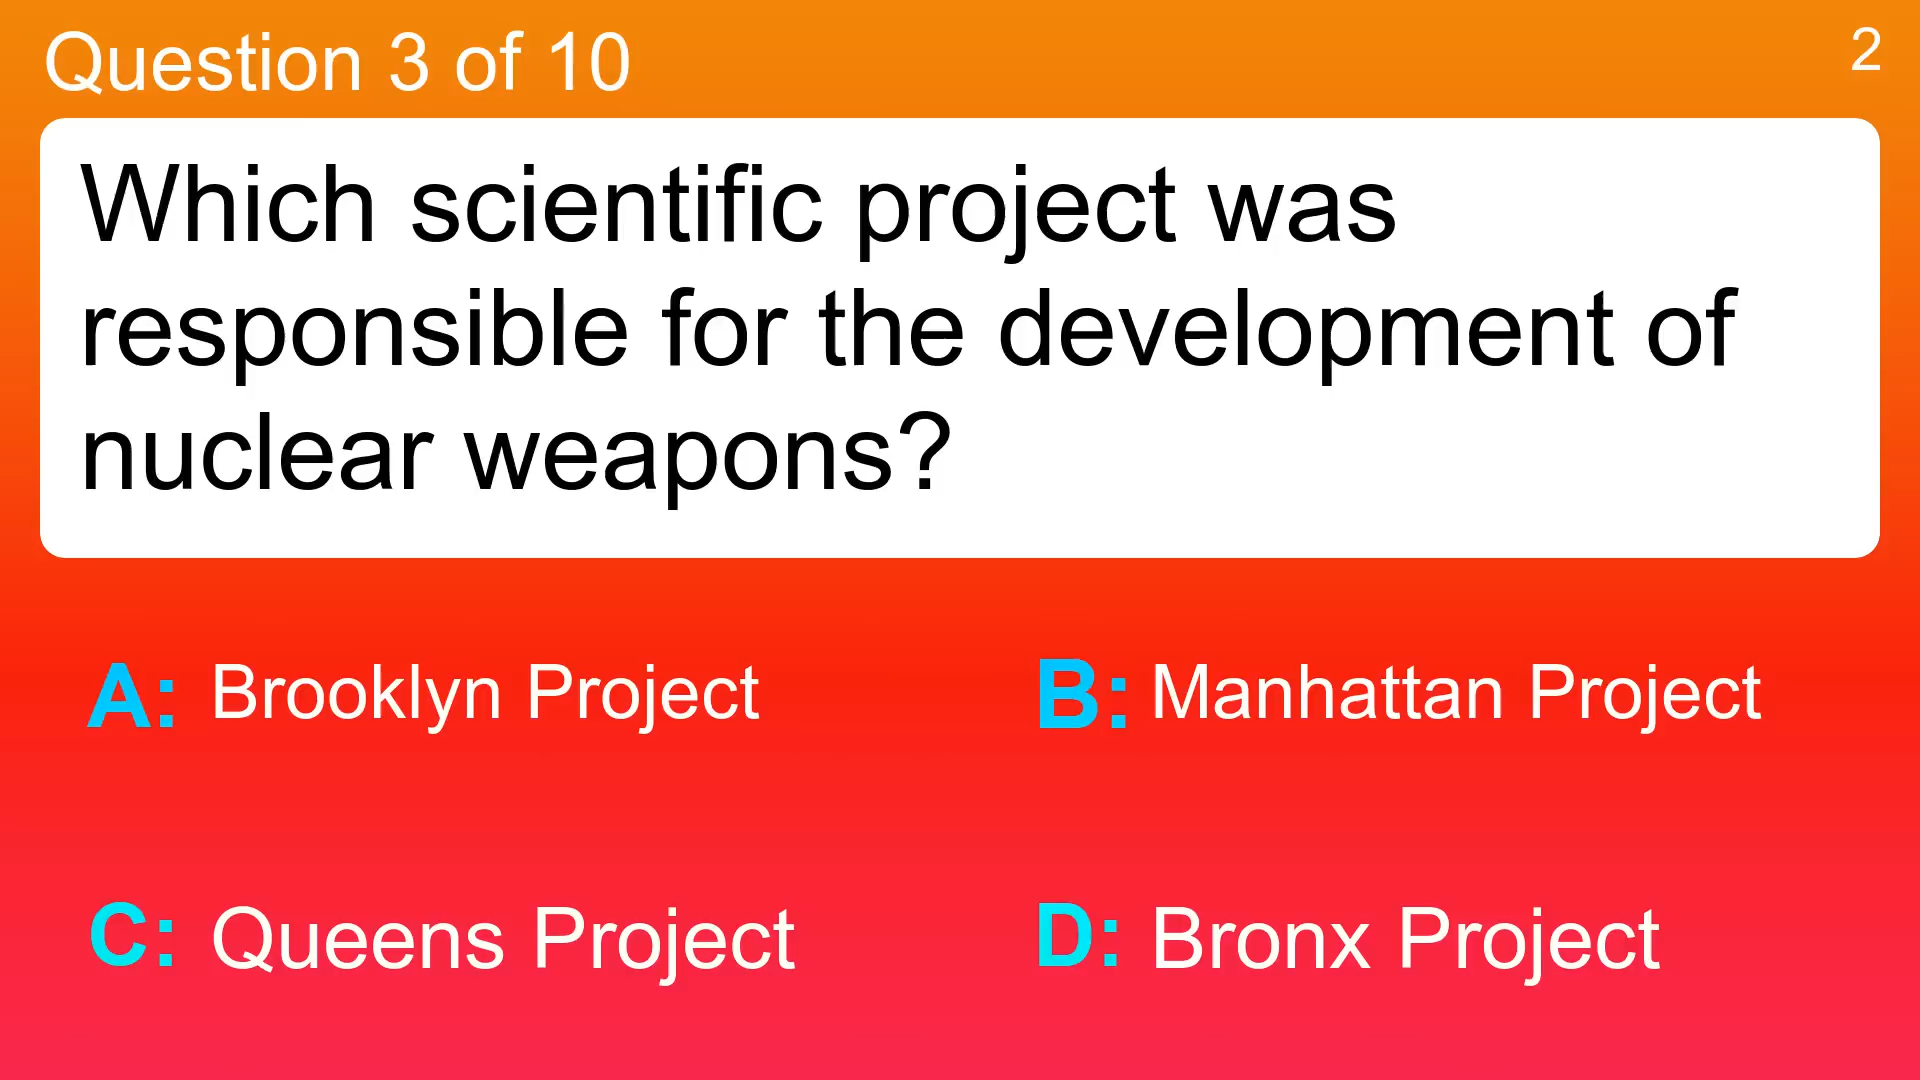 Question 3 of 10
2
Which scientific project was
responsible for the development of
nuclear weapons?
A: Brooklyn Project
B: Manhattan Project
C: Queens Project
D: Bronx Project